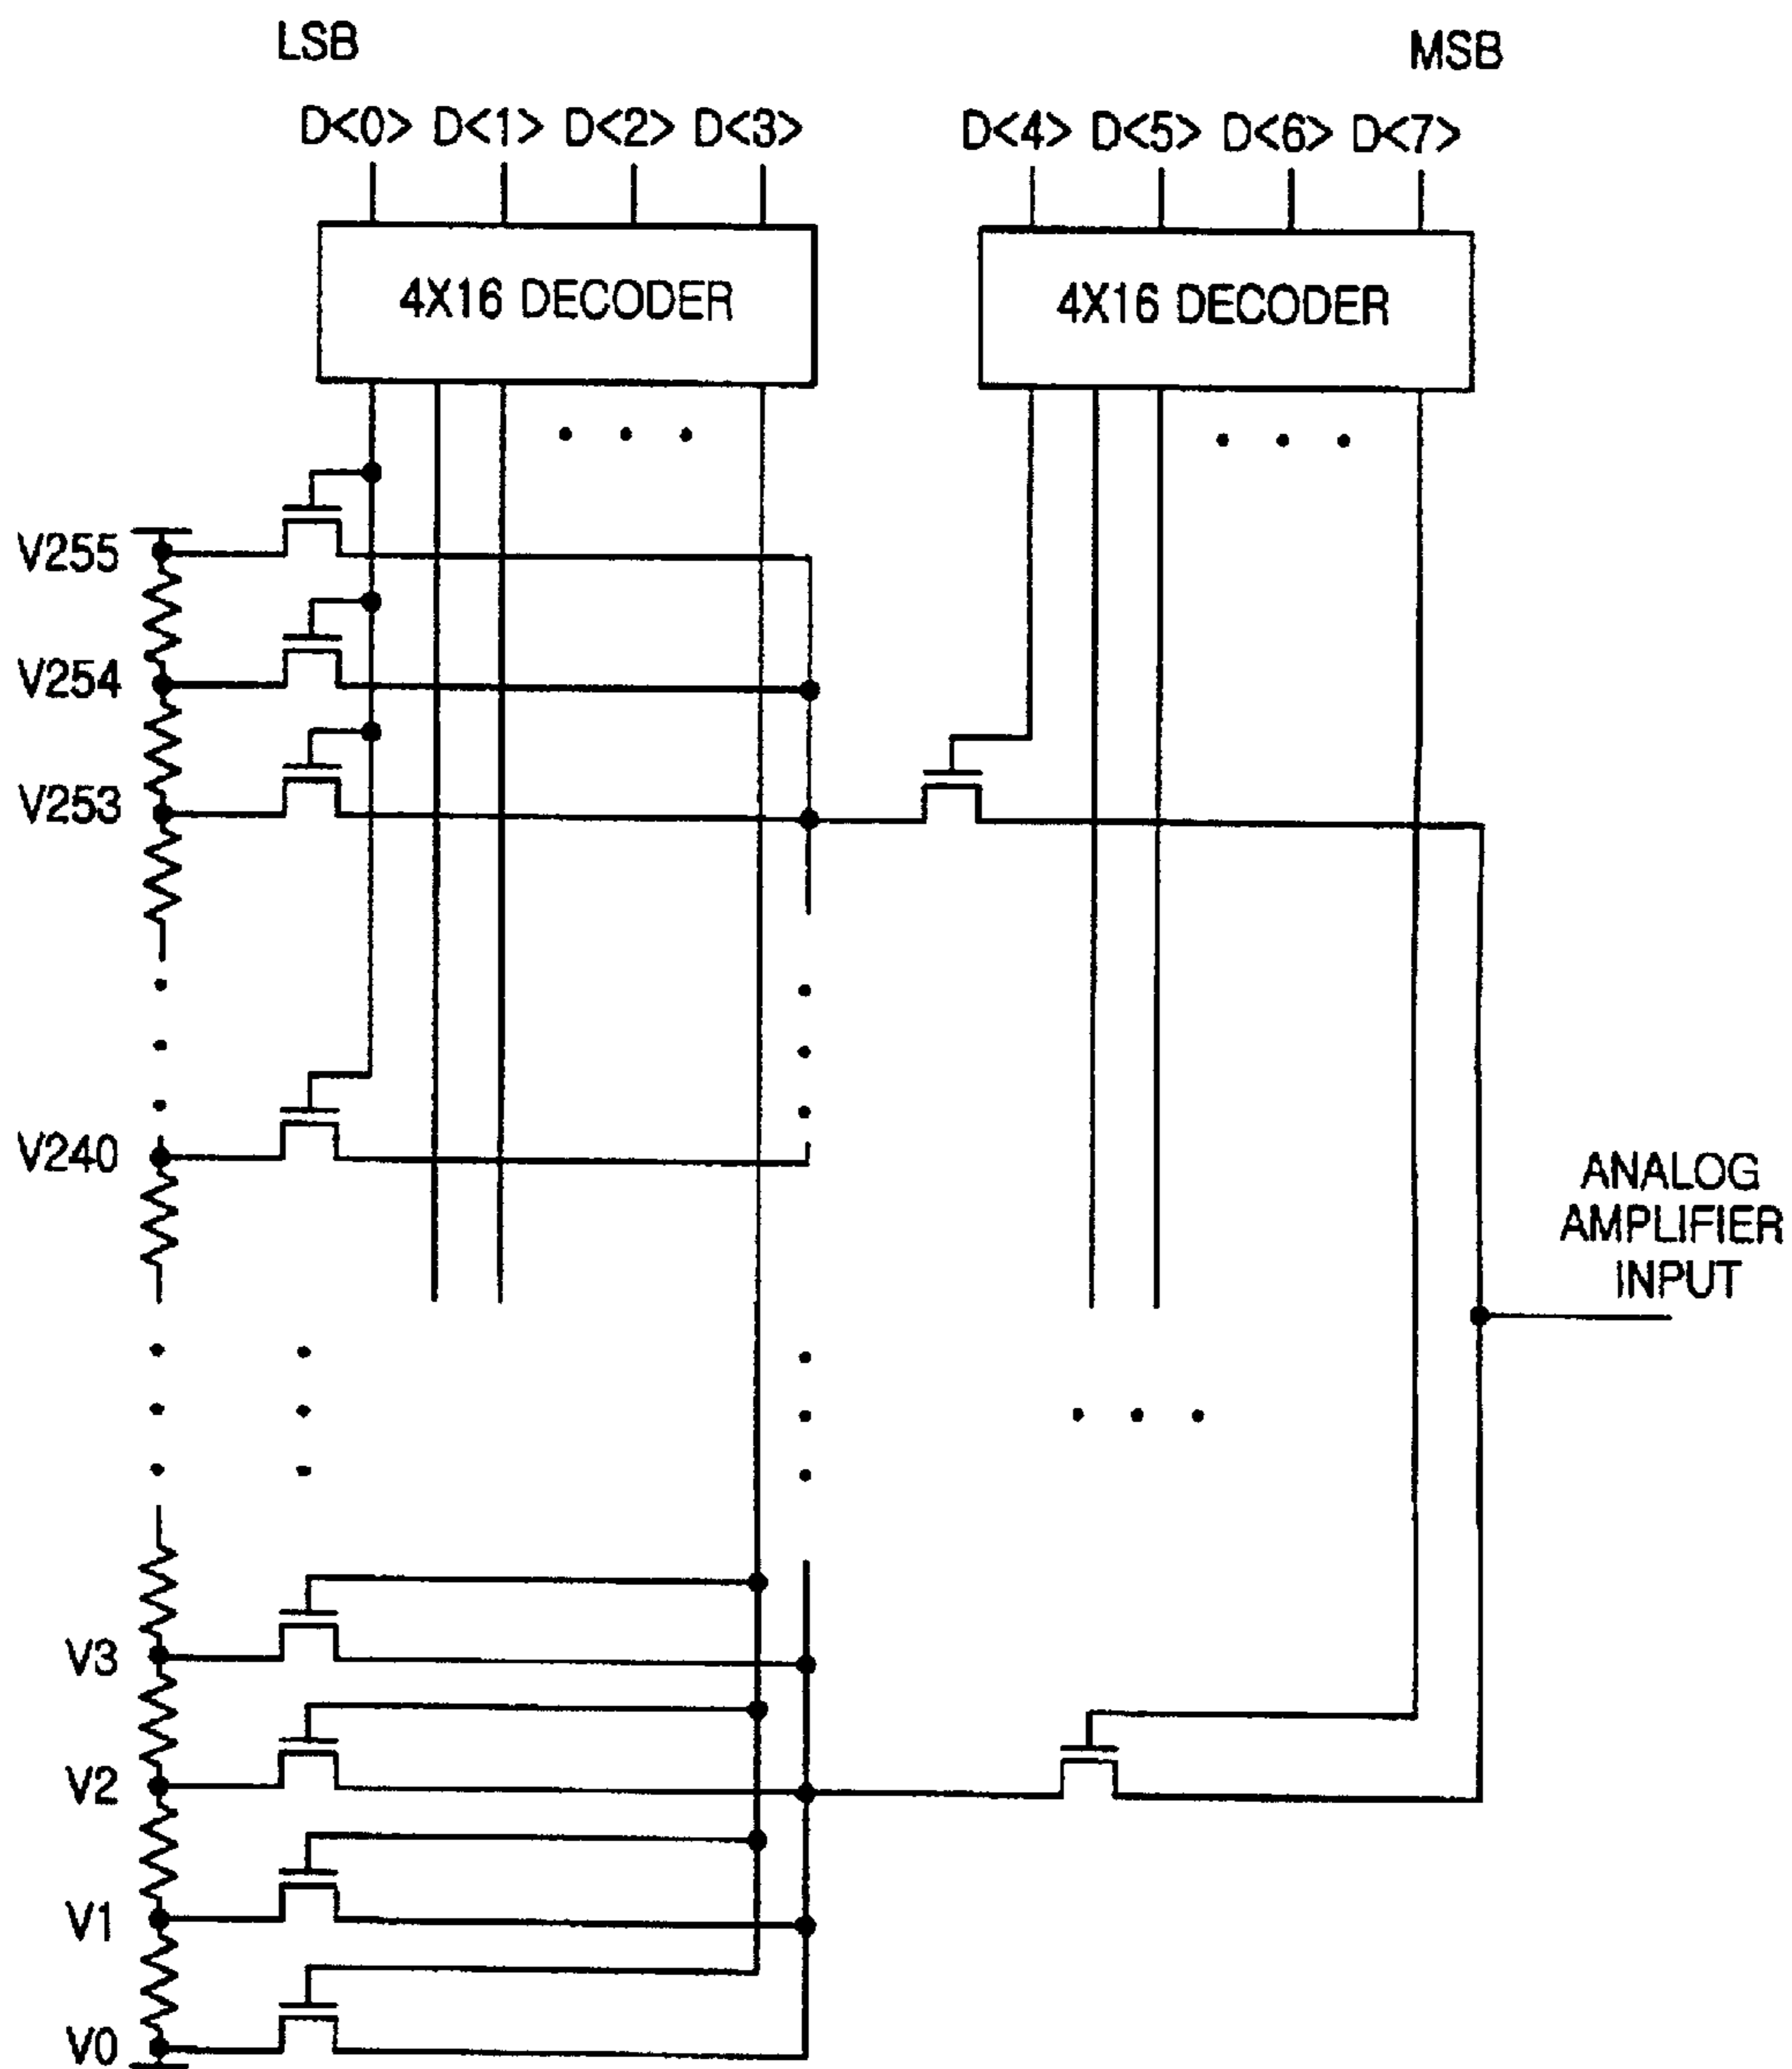 LSB
MSB
D<0> D<1> D<2> D<3>
D<4> D<5> D<6> D<7>
4X16 DECODER
4X16 DECODER
V255
V254
V253
V240
ANALOG
AMPLIFIER
INPUT
V3
V2
V1
V0